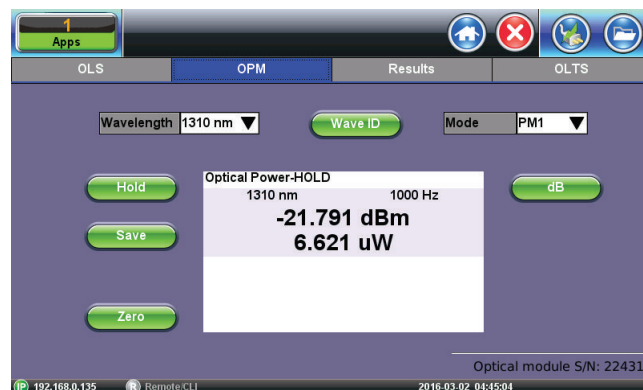 1
Apps
OLS OPM Results OLTS
Wavelength 1310 nm Wave ID Mode PM1
Optical Power-HOLD
Hold 1310 nm 1000 Hz dB
-21.791 dBm
Save 6.621 uW
Zero
Optical module S/N: 22431
IP 192.168.0.135 R Remote/CLI 2016-03-02 04:45:04